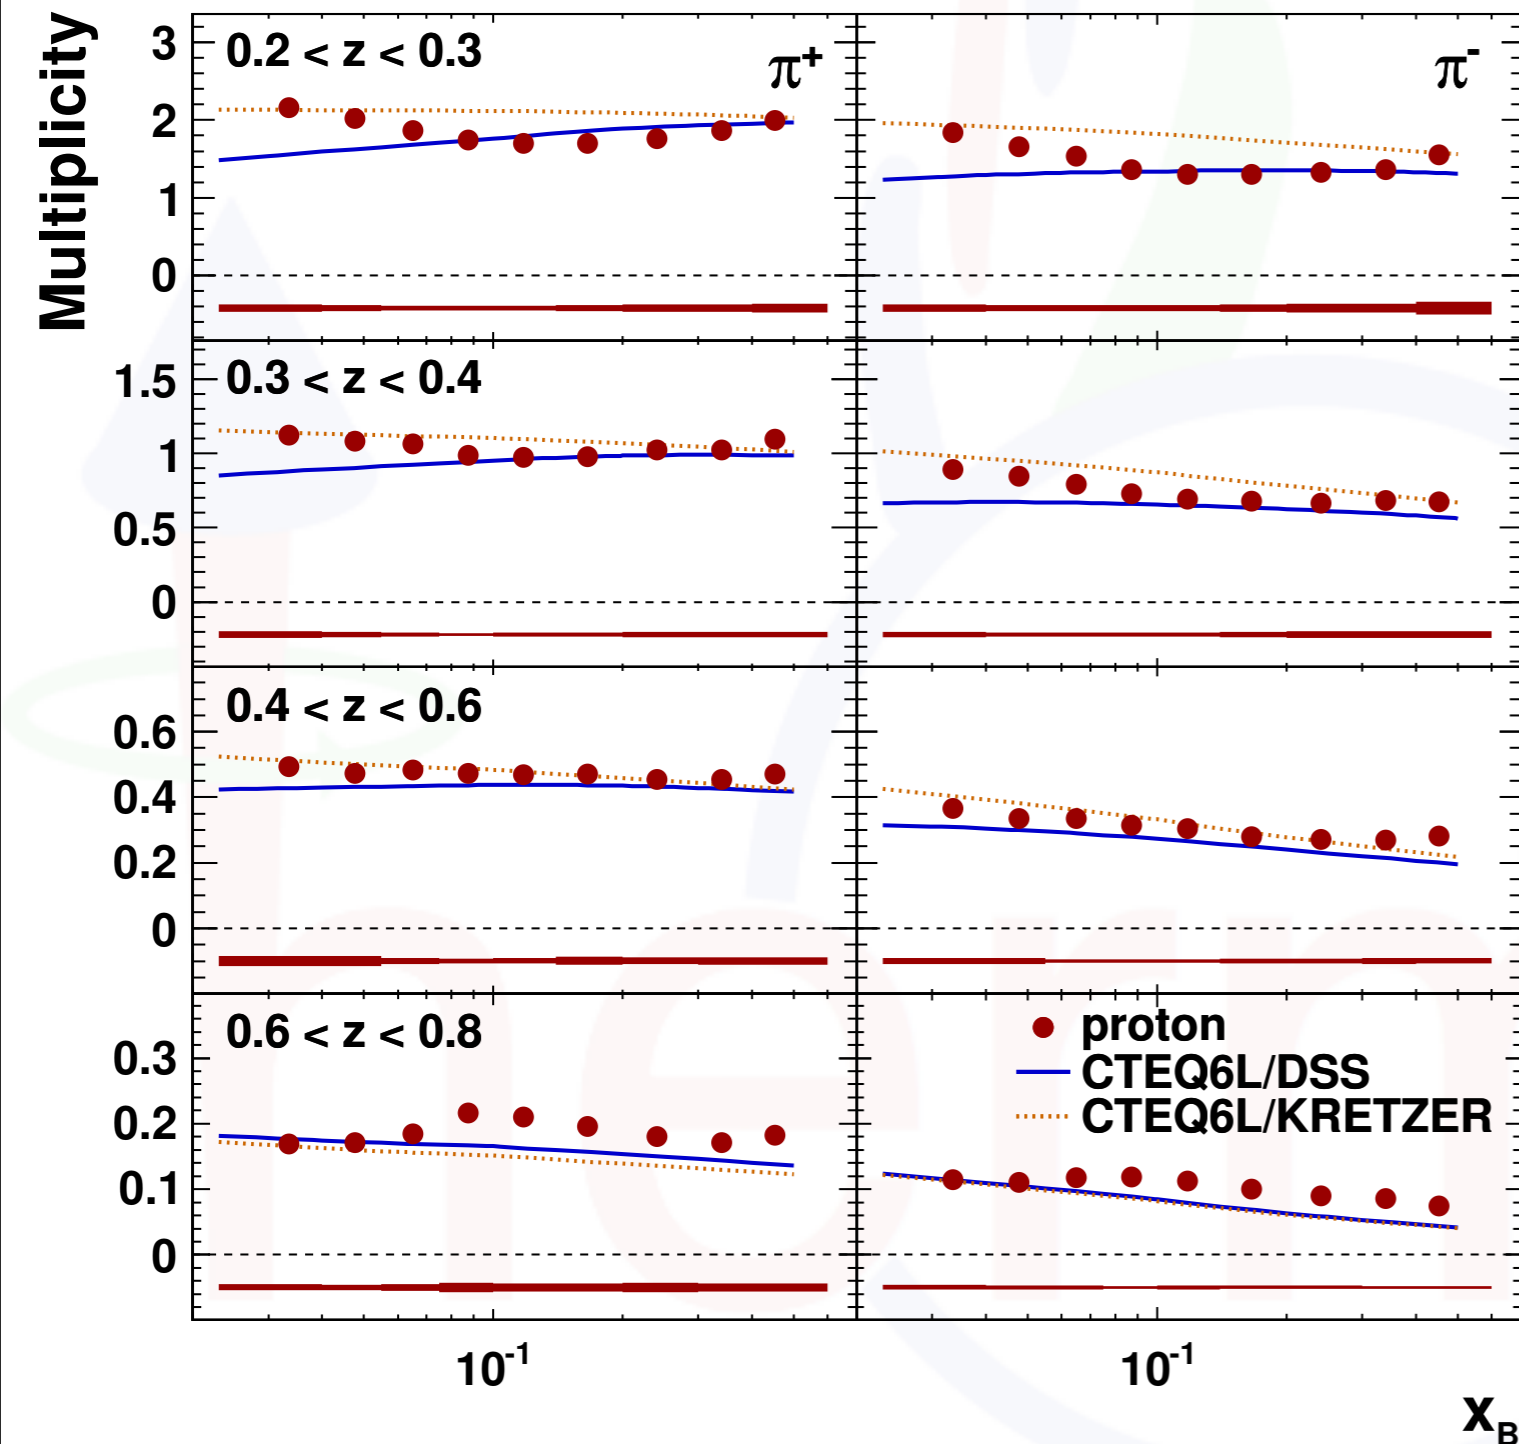 Multiplicity
3
0.2 < z < 0.3
π⁺
π⁻
2
1
0
1.5
0.3 < z < 0.4
1
0.5
0
0.4 < z < 0.6
0.6
0.4
0.2
0
0.6 < z < 0.8
proton
0.3
CTEQ6L/DSS
CTEQ6L/KRETZER
0.2
0.1
0
10⁻¹
10⁻¹
x_B
herm